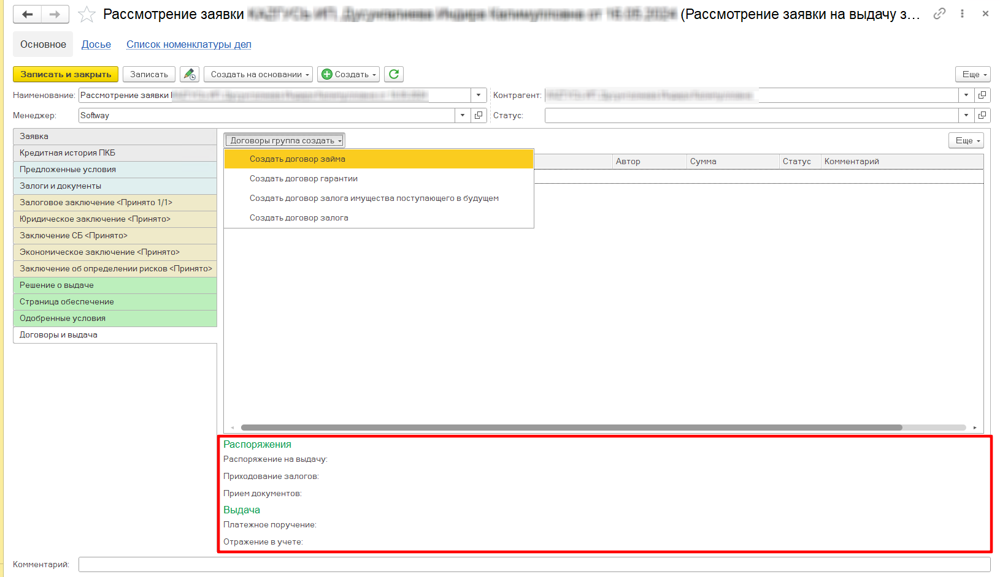 Рассмотрение заявки (Рассмотрение заявки на выдачу з...
Основное Досье Список номенклатуры дел
Записать и закрыть Записать Создать на основании Создать Еще
Наименование: Рассмотрение заявки Контрагент:
Менеджер: Softway Статус:
Заявка
Кредитная история ПКБ
Предложенные условия
Залоги и документы
Залоговое заключение <Принято 1/1>
Юридическое заключение <Принято>
Заключение СБ <Принято>
Экономическое заключение <Принято>
Заключение об определении рисков <Принято>
Решение о выдаче
Страница обеспечение
Одобренные условия
Договоры и выдача
Договоры группа создать Еще
Создать договор займа
Создать договор гарантии
Создать договор залога имущества поступающего в будущем
Создать договор залога
Автор Сумма Статус Комментарий
Распоряжения
Распоряжение на выдачу:
Приходование залогов:
Прием документов:
Выдача
Платежное поручение:
Отражение в учете:
Комментарий: